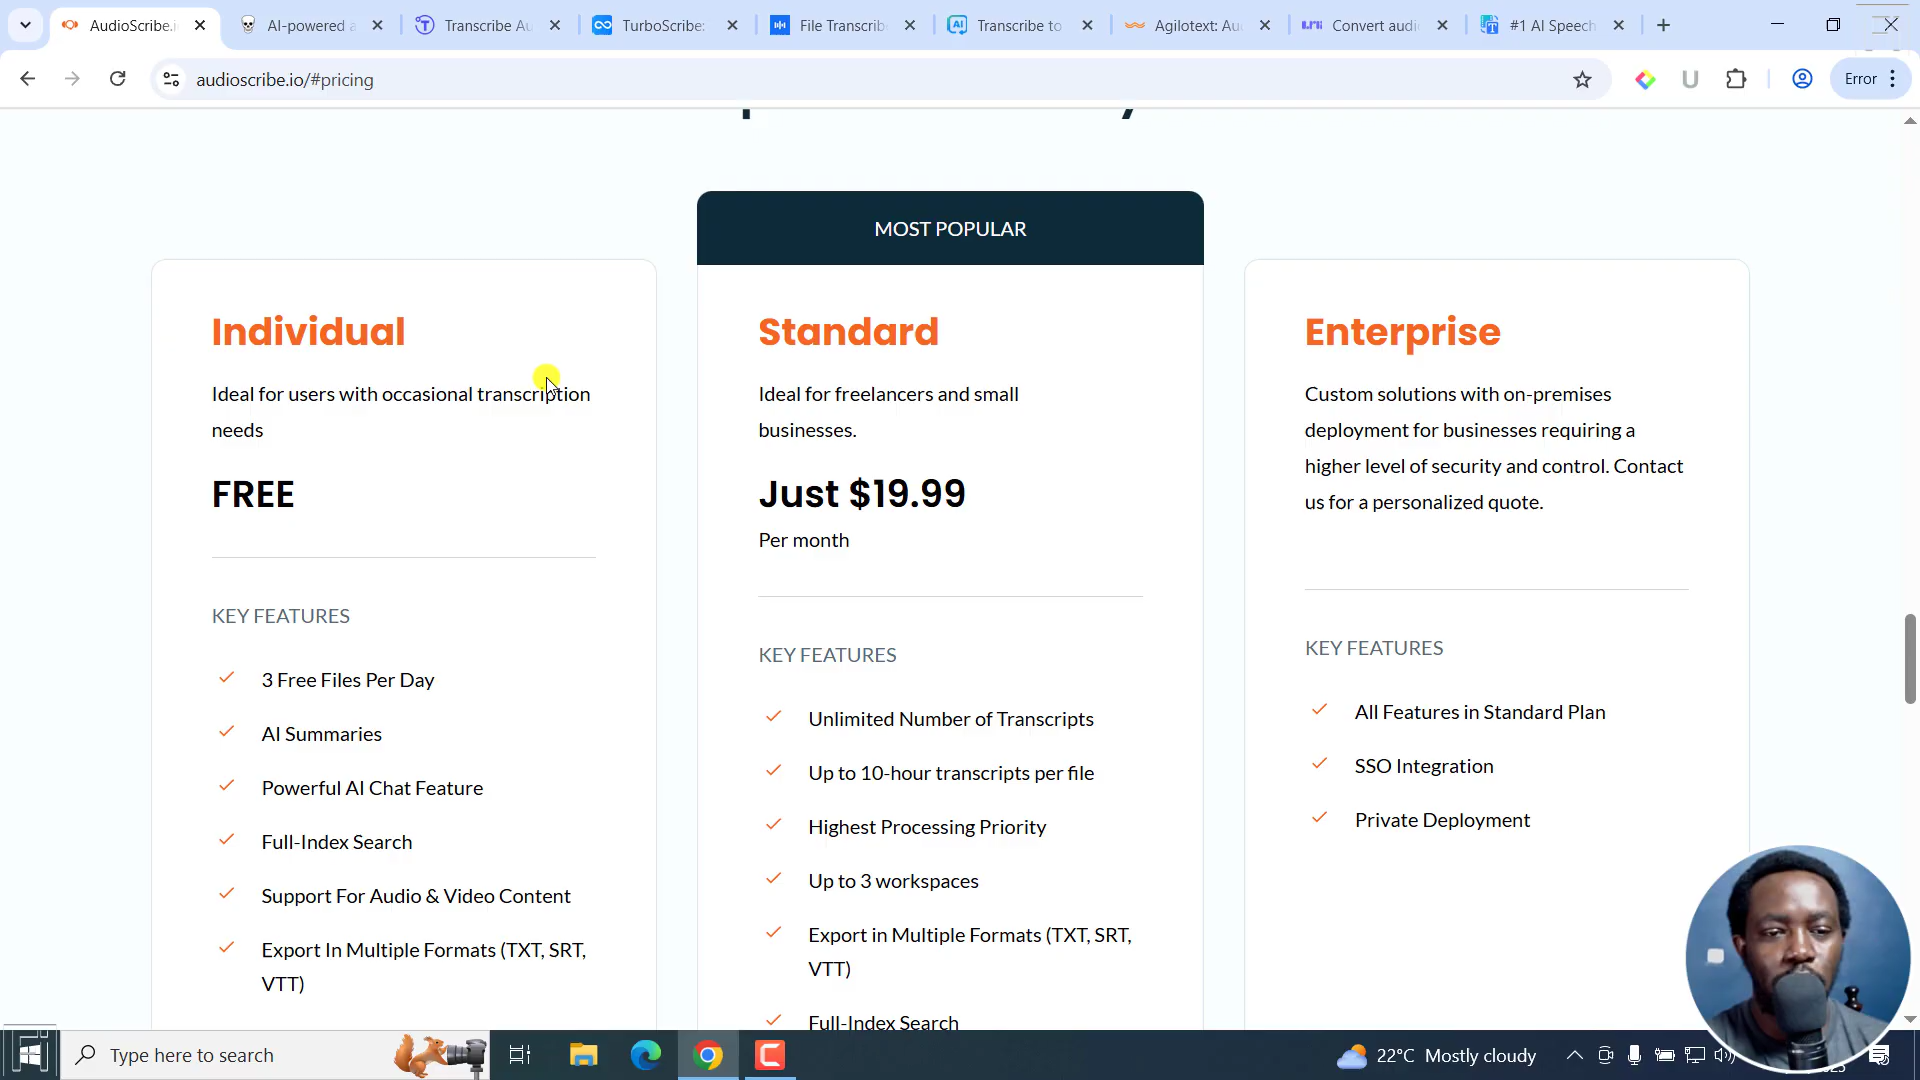 AudioScribe.i
AI-powered a
Transcribe Au
TurboScribe:
File Transcrib
Transcribe to
Agilotext: Au
Convert audi
#1 AI Speech
audioscribe.io/#pricing
Error
MOST POPULAR
Individual
Ideal for users with occasional transcription
needs
FREE
KEY FEATURES
3 Free Files Per Day
AI Summaries
Powerful AI Chat Feature
Full-Index Search
Support For Audio & Video Content
Export In Multiple Formats (TXT, SRT,
VTT)
Standard
Ideal for freelancers and small
businesses.
Just $19.99
Per month
KEY FEATURES
Unlimited Number of Transcripts
Up to 10-hour transcripts per file
Highest Processing Priority
Up to 3 workspaces
Export in Multiple Formats (TXT, SRT,
VTT)
Full-Index Search
Enterprise
Custom solutions with on-premises
deployment for businesses requiring a
higher level of security and control. Contact
us for a personalized quote.
KEY FEATURES
All Features in Standard Plan
SSO Integration
Private Deployment
Type here to search
22°C Mostly cloudy